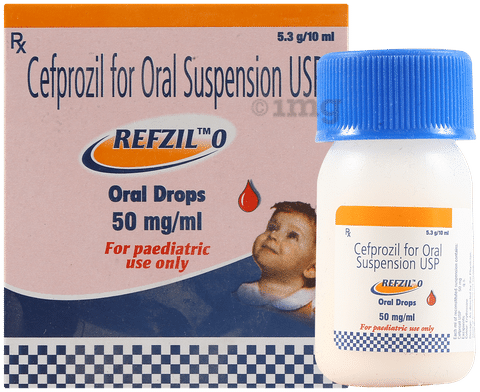 Rx
5.3 g/10 ml
Cefprozil for Oral Suspension USP
1mg
REFZIL™O
Oral Drops
50 mg/ml
For paediatric
use only
Rx
5.3 g/10 ml
Cefprozil for Oral
Suspension USP
REFZIL O
Oral Drops
50 mg/ml
For paediatric use only